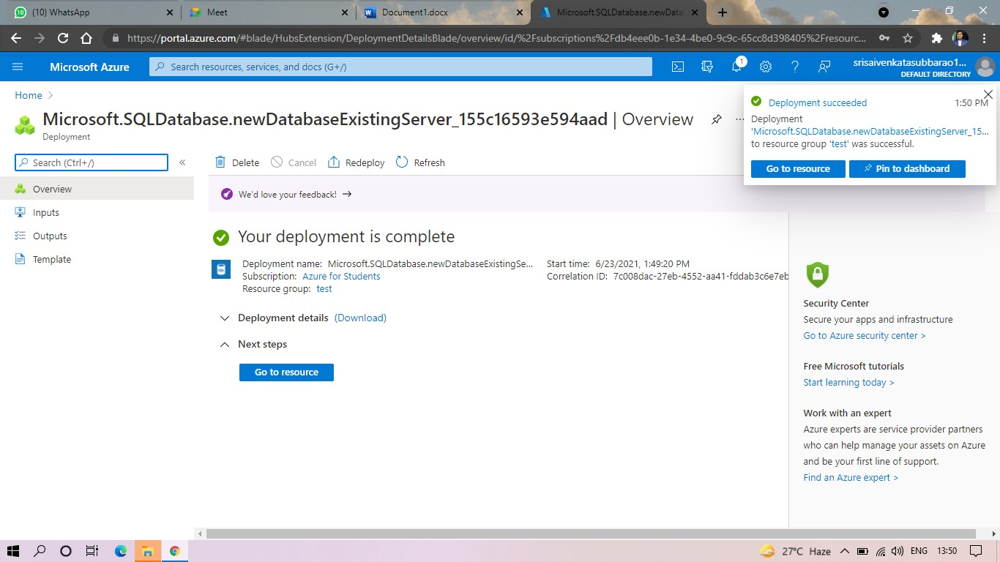 (10) WhatsApp
Meet
Document1.docx
Microsoft.SQLDatabase.newData
https://portal.azure.com/#blade/HubsExtension/DeploymentDetailsBlade/overview/id/%2Fsubscriptions%2Fdb4eee0b-1e34-4be0-9c9c-65cc8d398405%2Fresourc...
Microsoft Azure
Search resources, services, and docs (G+/)
1
srisaivenkatasubbarao1...
DEFAULT DIRECTORY
Home >
Microsoft.SQLDatabase.newDatabaseExistingServer_155c16593e594aad | Overview
Deployment
Deployment succeeded 1:50 PM
Deployment
'Microsoft.SQLDatabase.newDatabaseExistingServer_15...
to resource group 'test' was successful.
Go to resource
Pin to dashboard
Search (Ctrl+/)
«
Delete
Cancel
Redeploy
Refresh
Overview
Inputs
Outputs
Template
We'd love your feedback! →
Your deployment is complete
Deployment name: Microsoft.SQLDatabase.newDatabaseExistingSe...
Subscription: Azure for Students
Resource group: test
Start time: 6/23/2021, 1:49:20 PM
Correlation ID: 7c008dac-27eb-4552-aa41-fddab3c6e7eb
Deployment details (Download)
Next steps
Go to resource
Security Center
Secure your apps and infrastructure
Go to Azure security center >
Free Microsoft tutorials
Start learning today >
Work with an expert
Azure experts are service provider partners
who can help manage your assets on Azure
and be your first line of support.
Find an Azure expert >
27°C Haze
ENG
13:50